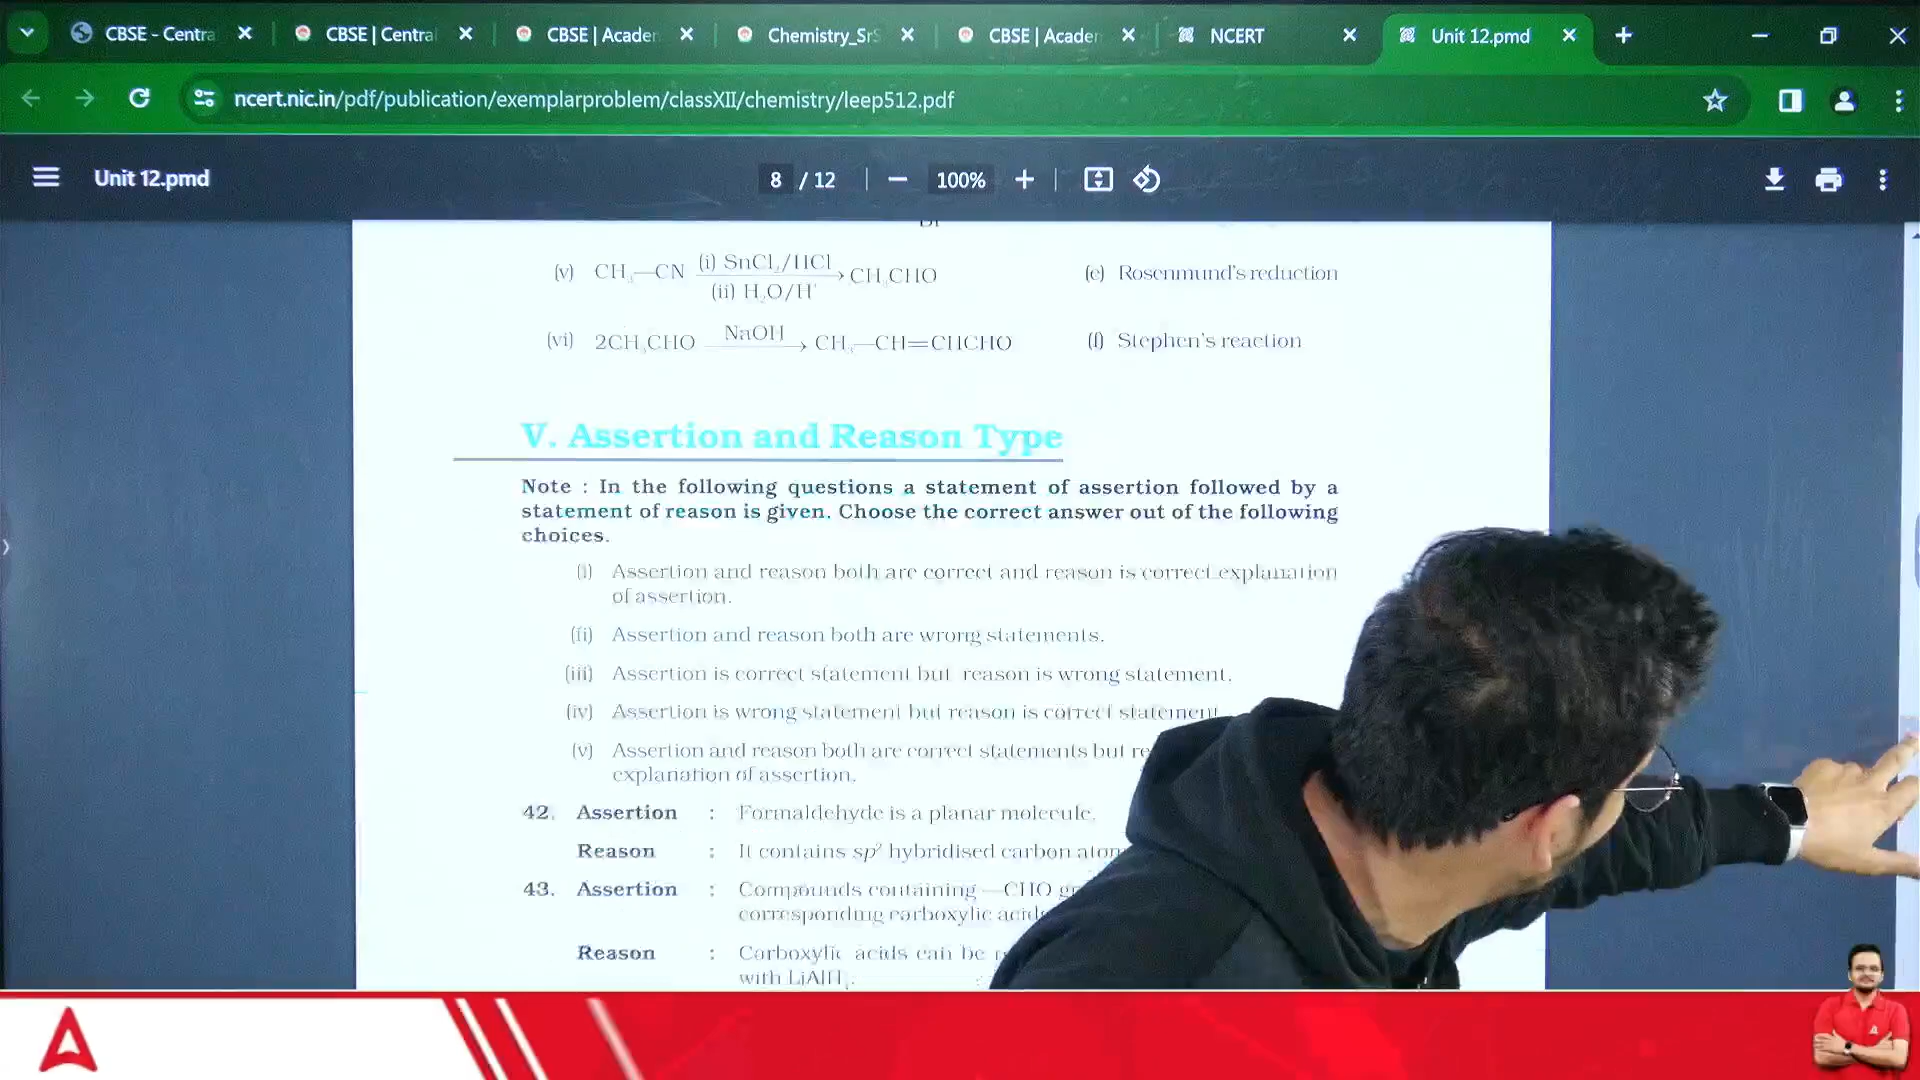 CBSE - Centra
CBSE | Central
CBSE | Acader
Chemistry_SrS
CBSE | Acader
NCERT
Unit 12.pmd
ncert.nic.in/pdf/publication/exemplarproblem/classXII/chemistry/leep512.pdf
Unit 12.pmd
8 / 12
100%
(v) CH₃—CN (i) SnCl₂/HCl CH₃CHO (e) Rosenmund's reduction
(ii) H₂O/H⁺
(vi) 2CH₃CHO NaOH CH₃—CH=CHCHO (f) Stephen's reaction
V. Assertion and Reason Type
Note : In the following questions a statement of assertion followed by a
statement of reason is given. Choose the correct answer out of the following
choices.
(i) Assertion and reason both are correct and reason is correct explanation
of assertion.
(ii) Assertion and reason both are wrong statements.
(iii) Assertion is correct statement but reason is wrong statement.
(iv) Assertion is wrong statement but reason is correct statement
(v) Assertion and reason both are correct statements but re
explanation of assertion.
42. Assertion : Formaldehyde is a planar molecule.
Reason : It contains sp² hybridised carbon atom
43. Assertion : Compounds containing —CHO gr
corresponding carboxylic acids
Reason : Carboxylic acids can be r
with LiAlH₄.